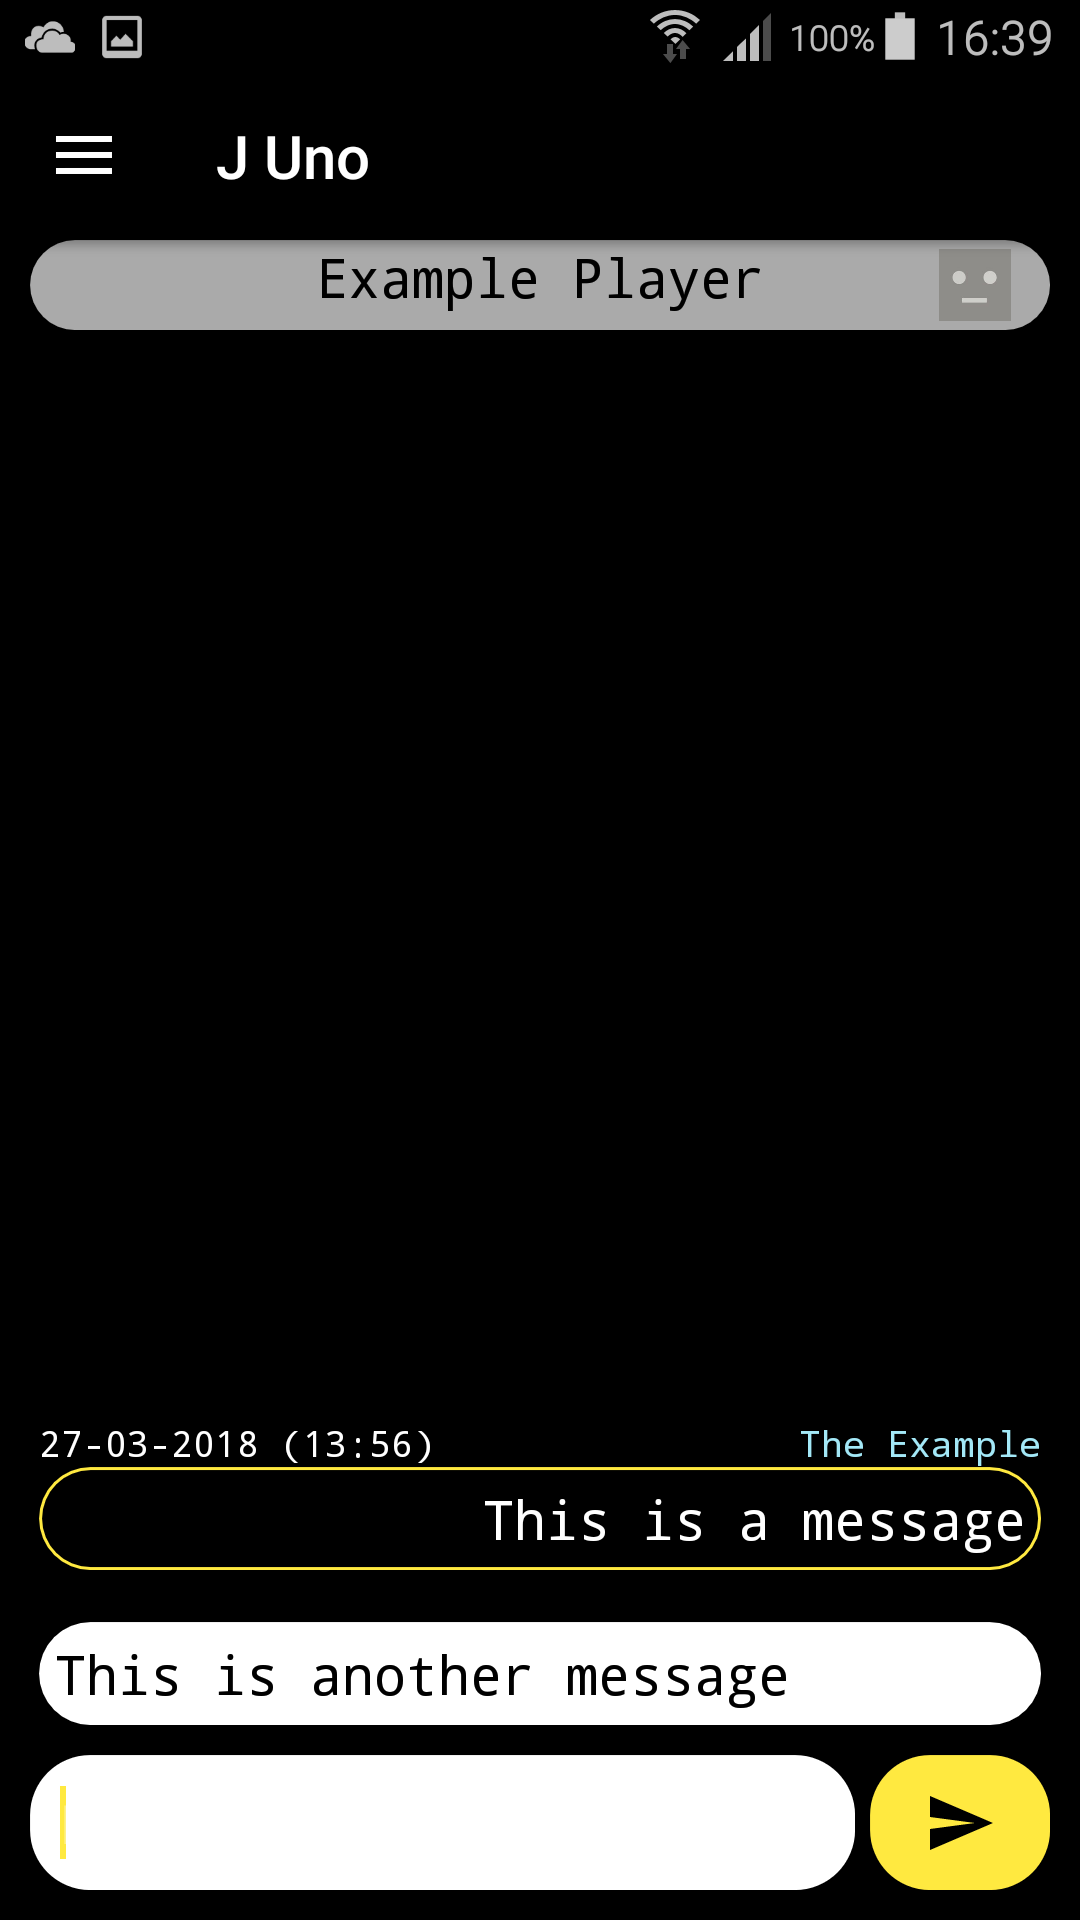 100% 16:39
J Uno
Example Player
27-03-2018 (13:56) The Example
This is a message
This is another message